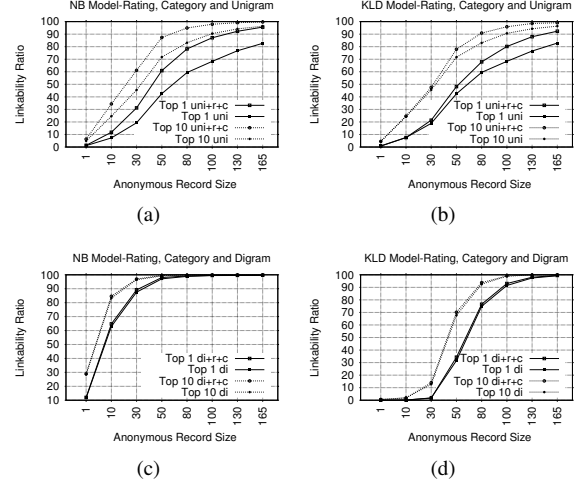 NB Model-Rating, Category and Unigram
Linkability Ratio
100
90
80
70
60
50
40
30
20
10
0
Top 1 uni+r+c
Top 1 uni
Top 10 uni+r+c
Top 10 uni
1
10
30
50
80
100
130
165
Anonymous Record Size
(a)
KLD Model-Rating, Category and Unigram
Linkability Ratio
100
90
80
70
60
50
40
30
20
10
0
Top 1 uni+r+c
Top 1 uni
Top 10 uni+r+c
Top 10 uni
1
10
30
50
80
100
130
165
Anonymous Record Size
(b)
NB Model-Rating, Category and Digram
Linkability Ratio
100
90
80
70
60
50
40
30
20
10
Top 1 di+r+c
Top 1 di
Top 10 di+r+c
Top 10 di
1
10
30
50
80
100
130
165
Anonymous Record Size
(c)
KLD Model-Rating, Category and Digram
Linkability Ratio
100
90
80
70
60
50
40
30
20
10
0
Top 1 di+r+c
Top 1 di
Top 10 di+r+c
Top 10 di
1
10
30
50
80
100
130
165
Anonymous Record Size
(d)